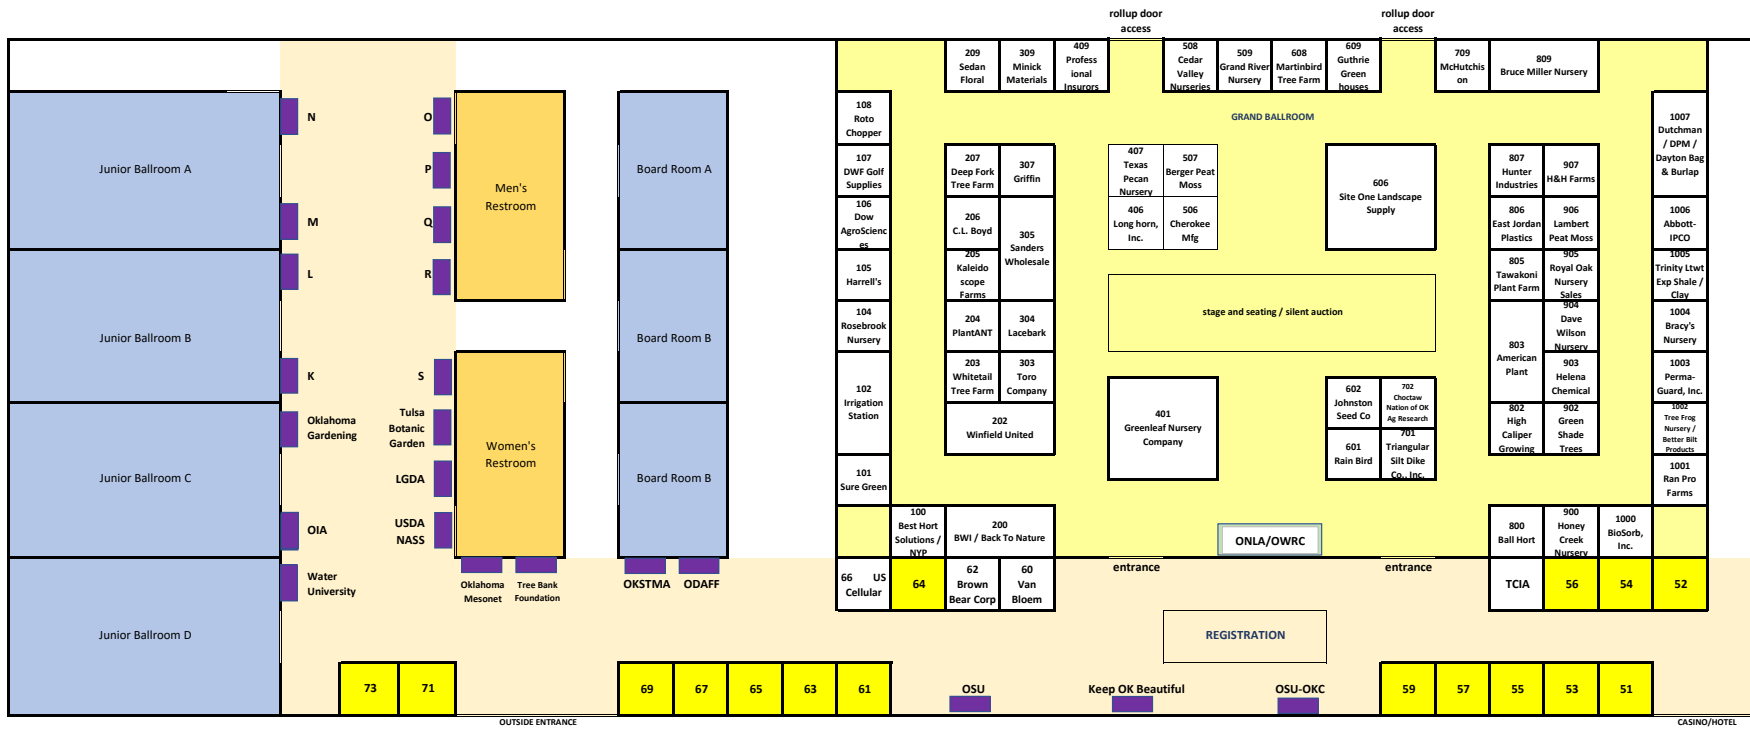 rollup door
access
rollup door
access
209
Sedan
Floral
309
Minick
Materials
409
Profess
ional
Insurors
508
Cedar
Valley
Nurseries
509
Grand River
Nursery
608
Martinbird
Tree Farm
609
Guthrie
Green
houses
709
McHutchis
on
809
Bruce Miller Nursery
GRAND BALLROOM
Junior Ballroom A
Junior Ballroom B
Junior Ballroom C
Junior Ballroom D
N
M
L
K
Oklahoma
Gardening
OIA
Water
University
O
P
Q
R
S
Tulsa
Botanic
Garden
LGDA
USDA
NASS
Men's
Restroom
Women's
Restroom
Oklahoma
Mesonet
Tree Bank
Foundation
Board Room A
Board Room B
Board Room B
OKSTMA
ODAFF
108
Roto
Chopper
107
DWF Golf
Supplies
106
Dow
AgroScienc
es
105
Harrell's
104
Rosebrook
Nursery
102
Irrigation
Station
101
Sure Green
100
Best Hort
Solutions /
NYP
200
BWI / Back To Nature
207
Deep Fork
Tree Farm
307
Griffin
206
C.L. Boyd
305
Sanders
Wholesale
205
Kaleido
scope
Farms
204
PlantANT
304
Lacebark
203
Whitetail
Tree Farm
303
Toro
Company
202
Winfield United
407
Texas
Pecan
Nursery
507
Berger Peat
Moss
406
Long horn,
Inc.
506
Cherokee
Mfg
606
Site One Landscape
Supply
stage and seating / silent auction
401
Greenleaf Nursery
Company
602
Johnston
Seed Co
702
Choctaw
Nation of OK
Ag Research
601
Rain Bird
701
Triangular
Silt Dike
Co., Inc.
ONLA/OWRC
entrance
entrance
807
Hunter
Industries
907
H&H Farms
806
East Jordan
Plastics
906
Lambert
Peat Moss
805
Tawakoni
Plant Farm
905
Royal Oak
Nursery
Sales
803
American
Plant
904
Dave
Wilson
Nursery
903
Helena
Chemical
802
High
Caliper
Growing
902
Green
Shade
Trees
800
Ball Hort
900
Honey
Creek
Nursery
1000
BioSorb,
Inc.
1007
Dutchman
/ DPM /
Dayton Bag
& Burlap
1006
Abbott-
IPCO
1005
Trinity Ltwt
Exp Shale /
Clay
1004
Bracy's
Nursery
1003
Perma-
Guard, Inc.
1002
Tree Frog
Nursery /
Better Bilt
Products
1001
Ran Pro
Farms
66 US
Cellular
64
62
Brown
Bear Corp
60
Van
Bloem
TCIA
56
54
52
REGISTRATION
73
71
69
67
65
63
61
OSU
Keep OK Beautiful
OSU-OKC
59
57
55
53
51
OUTSIDE ENTRANCE
CASINO/HOTEL